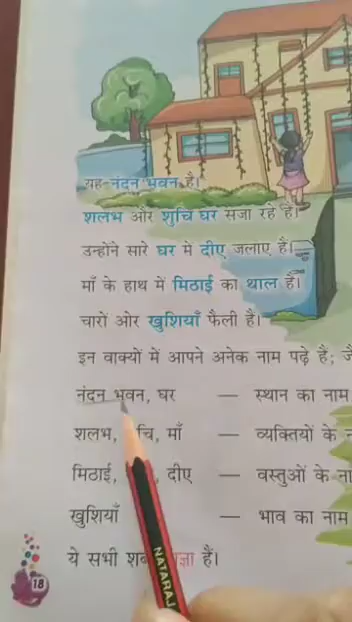 यह नंदन भवन है।
शलभ और शुचि घर सजा रहे हैं।
उन्होंने सारे घर में दीए जलाए हैं।
माँ के हाथ में मिठाई का थाल है।
चारों ओर खुशियाँ फैली हैं।
इन वाक्यों में आपने अनेक नाम पढ़े हैं; जै
नंदन भवन, घर — स्थान का नाम
शलभ, चि, माँ — व्यक्तियों के
मिठाई, दीए — वस्तुओं के ना
खुशियाँ — भाव का नाम
ये सभी शब ज्ञा हैं।
18
NATARAJ